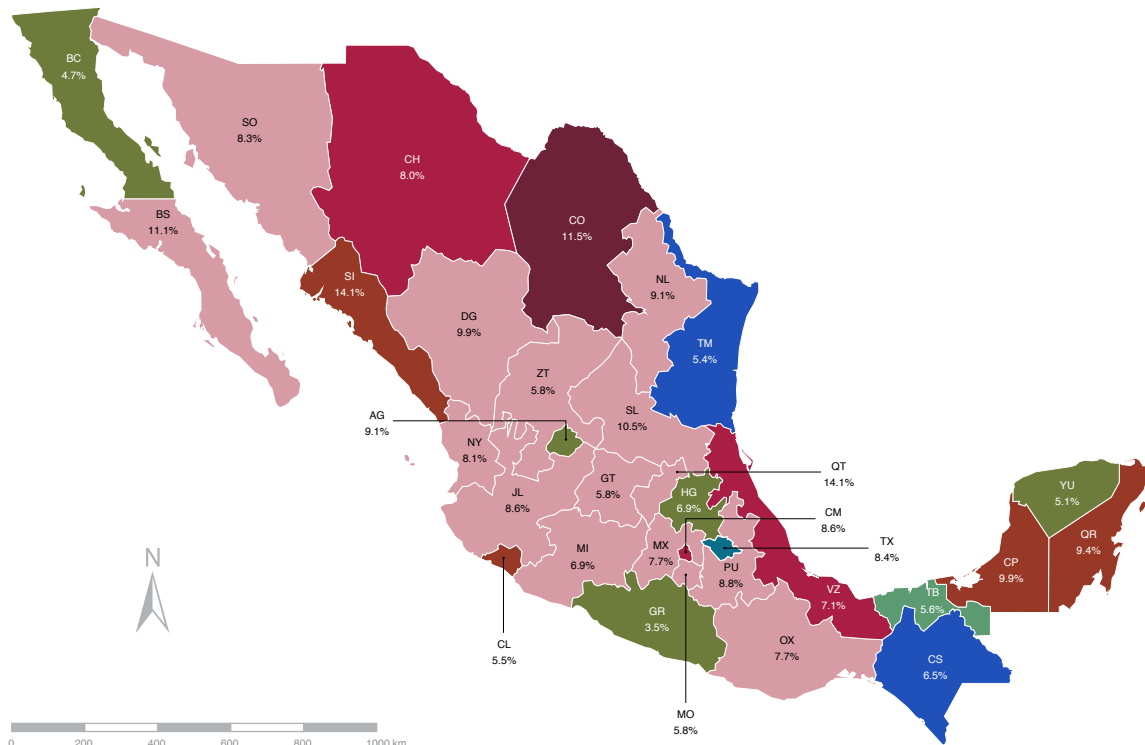 BC
4.7%
SO
8.3%
CH
8.0%
BS
11.1%
CO
11.5%
SI
14.1%
NL
9.1%
DG
9.9%
TM
5.4%
ZT
5.8%
AG
9.1%
SL
10.5%
NY
8.1%
QT
14.1%
GT
5.8%
JL
8.6%
HG
6.9%
YU
5.1%
CM
8.6%
QR
9.4%
MI
6.9%
MX
7.7%
TX
8.4%
CP
9.9%
PU
8.8%
VZ
7.1%
TB
5.6%
N
GR
3.5%
CL
5.5%
OX
7.7%
CS
6.5%
MO
5.8%
0 200 400 600 800 1000 km